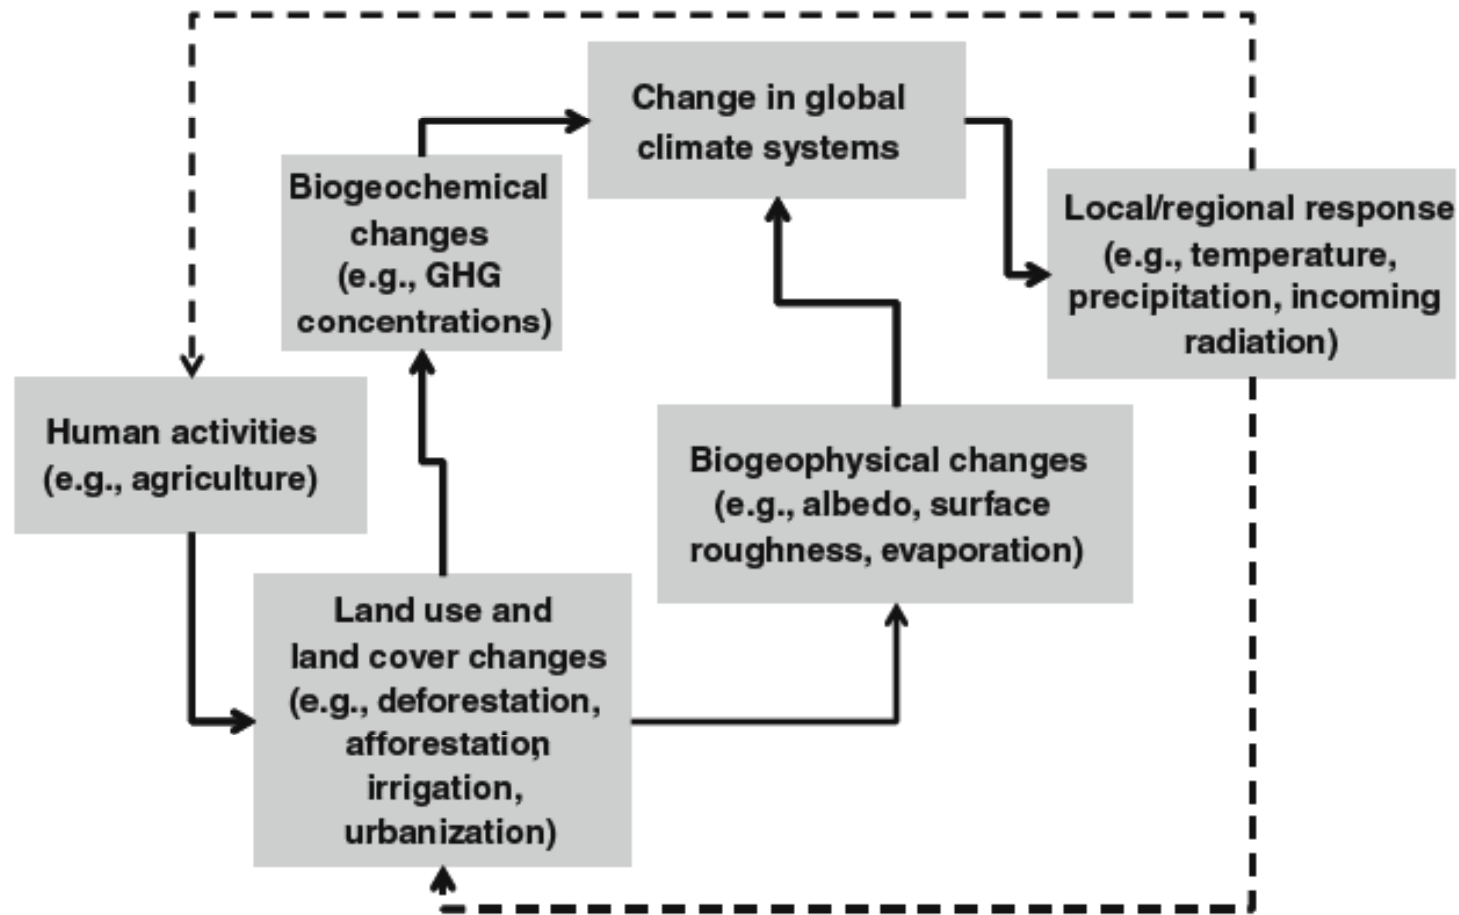 Change in global
climate systems
Biogeochemical
changes
(e.g., GHG
concentrations)
Local/regional response
(e.g., temperature,
precipitation, incoming
radiation)
Human activities
(e.g., agriculture)
Biogeophysical changes
(e.g., albedo, surface
roughness, evaporation)
Land use and
land cover changes
(e.g., deforestation,
afforestation,
irrigation,
urbanization)